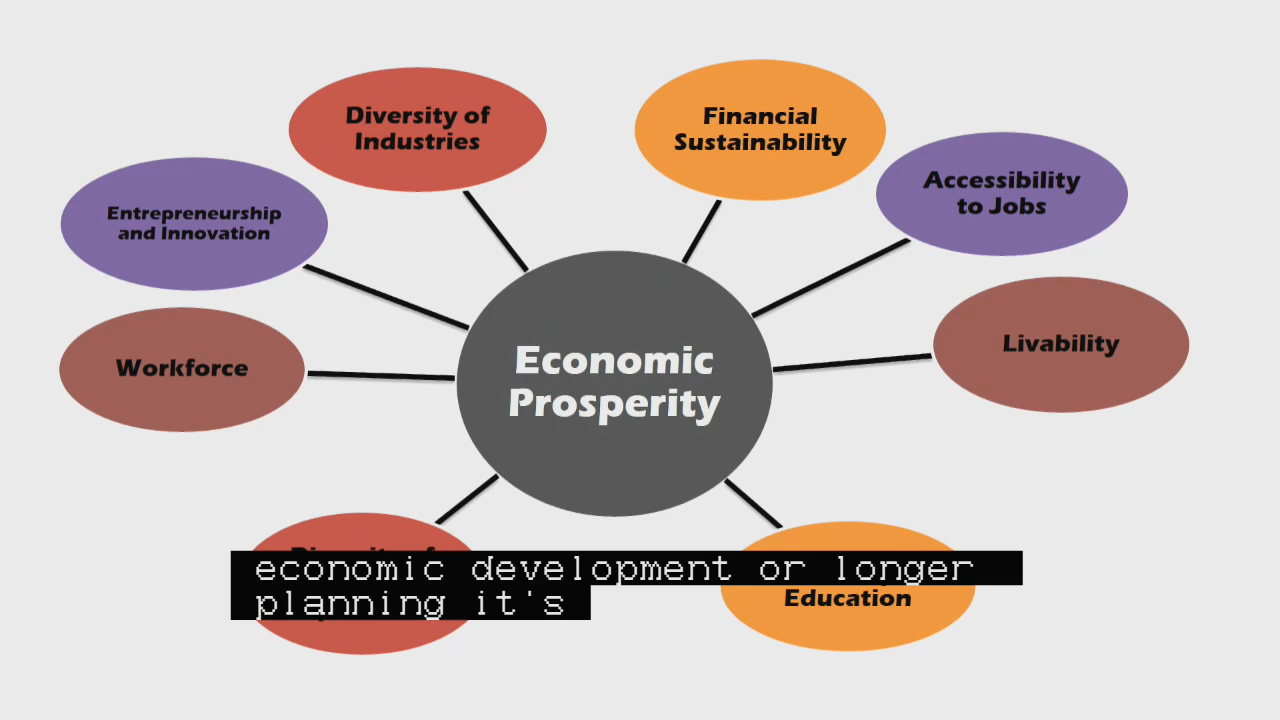 Diversity of
Industries
Financial
Sustainability
Accessibility
to Jobs
Entrepreneurship
and Innovation
Livability
Workforce
Economic
Prosperity
economic development or longer
planning it's
Education